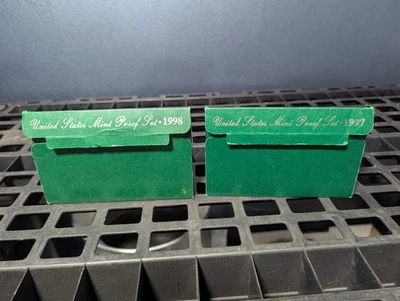 United States Mint Proof Set • 1998
United States Mint Proof Set • 1997